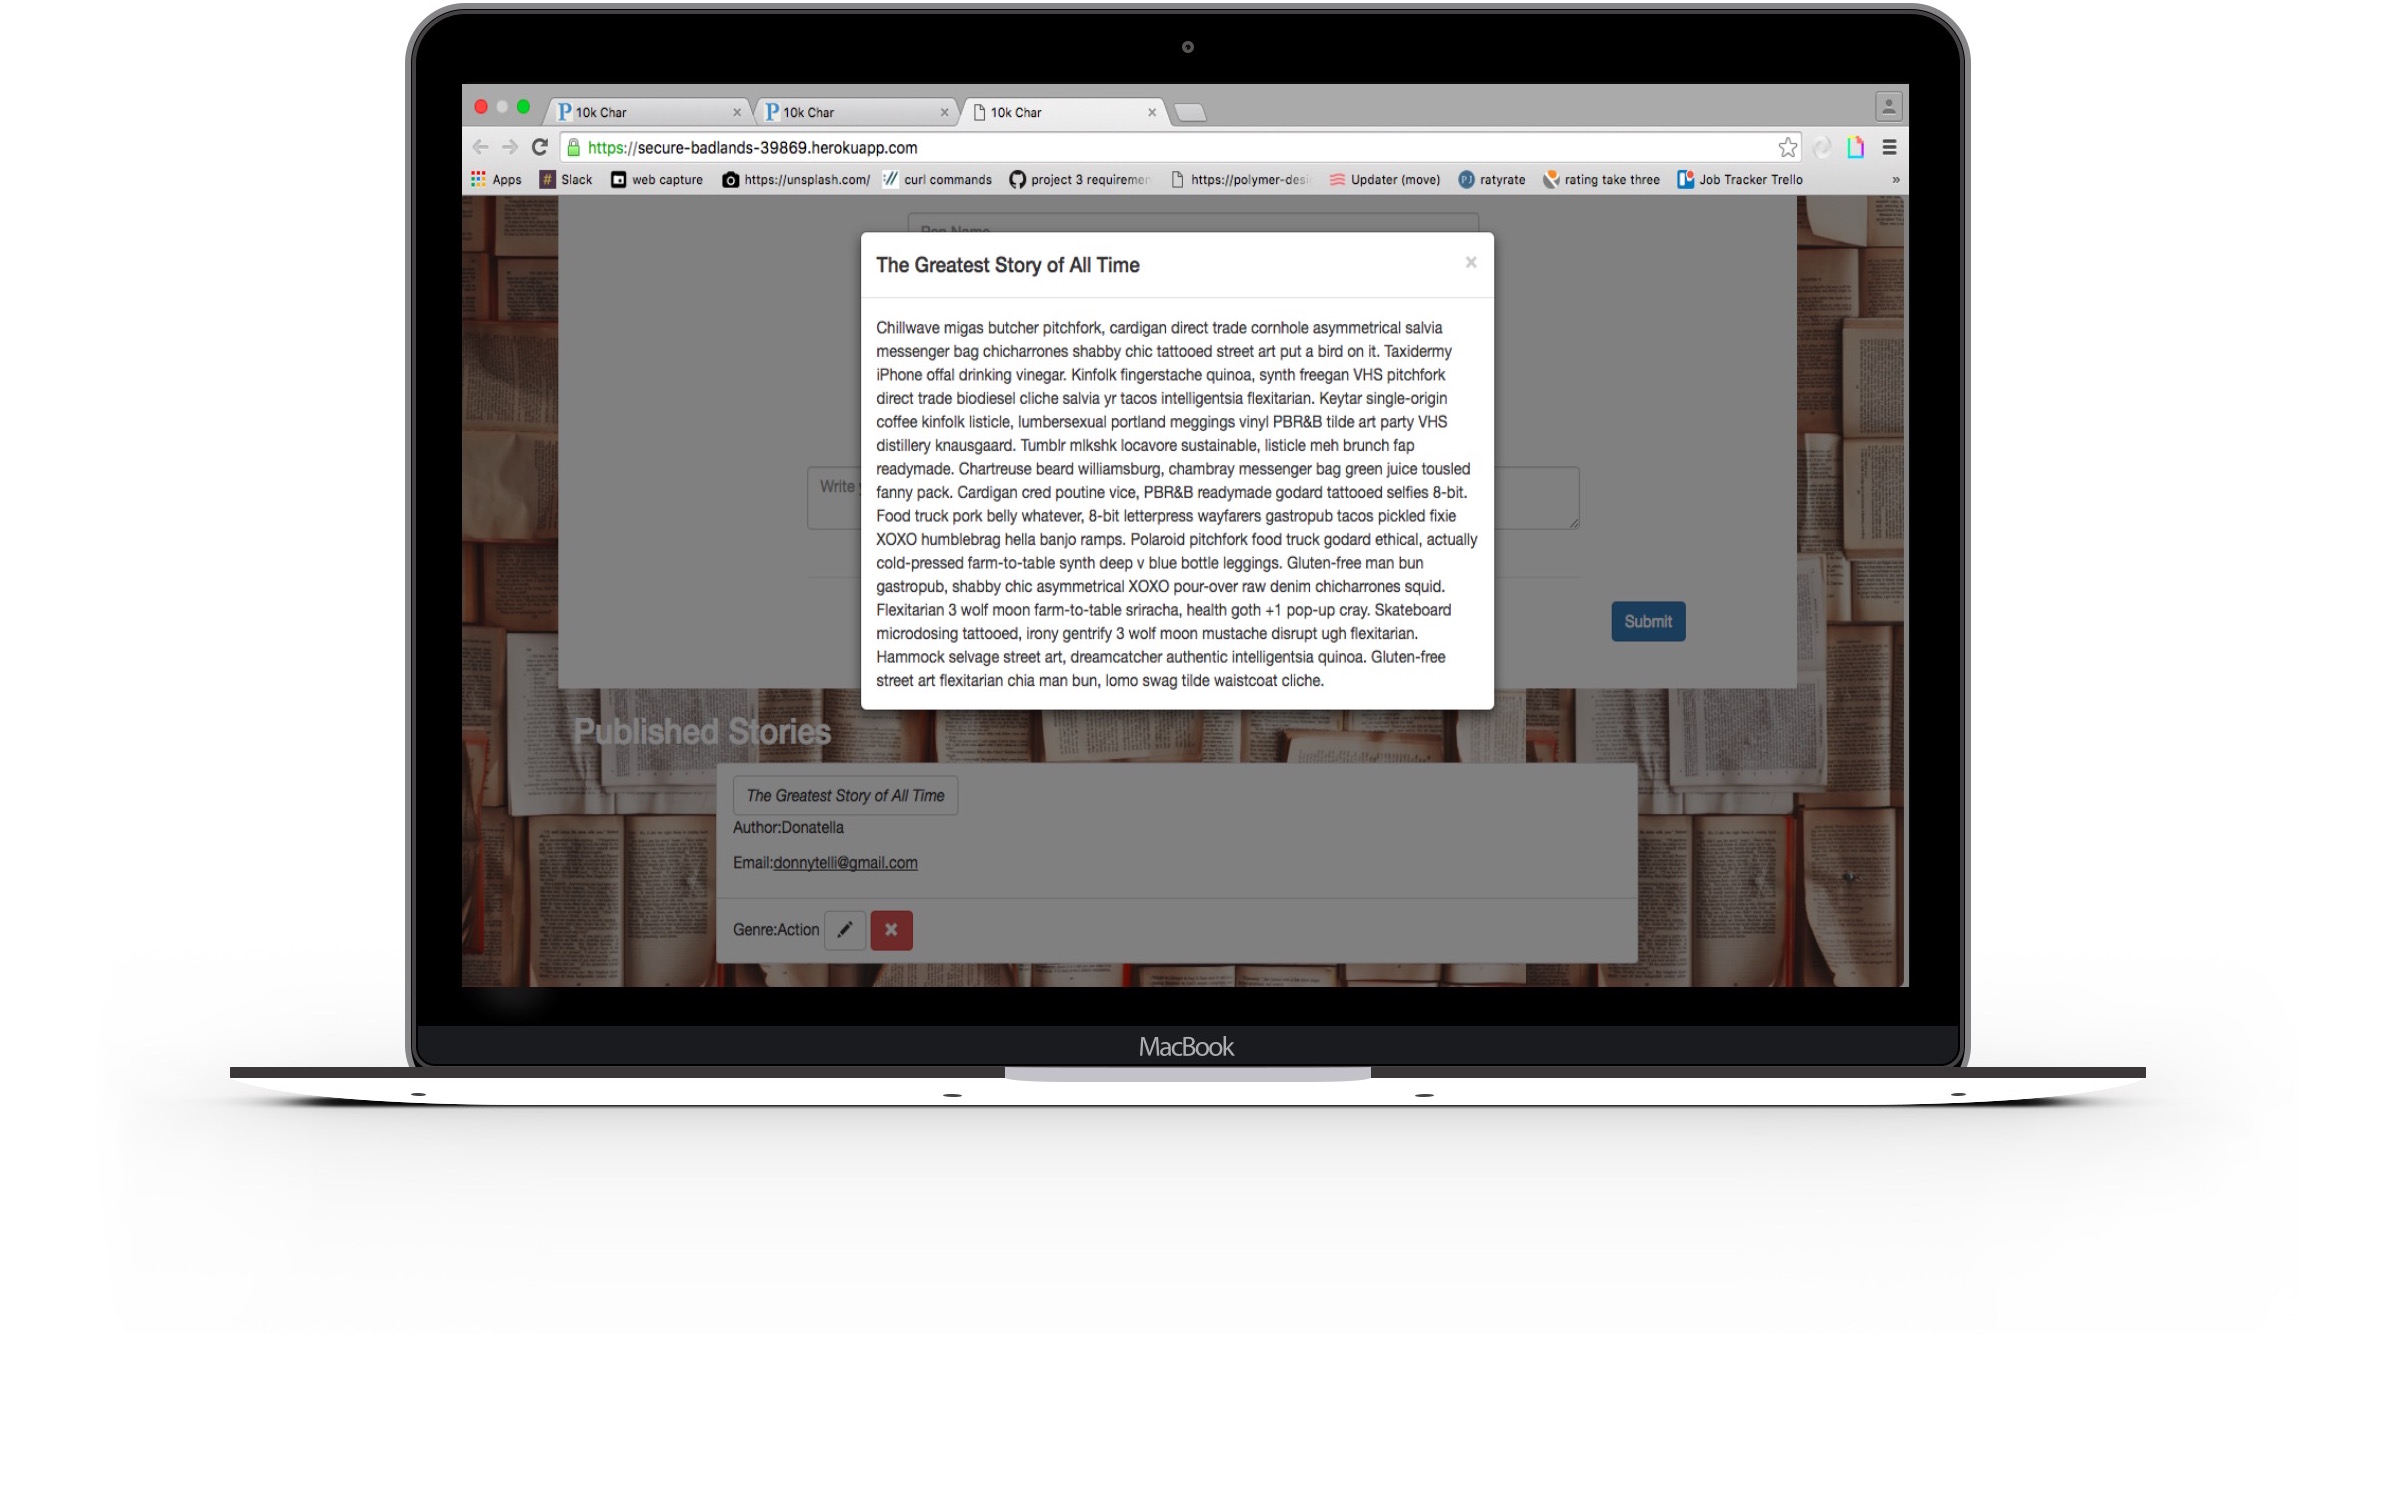 10k Char
10k Char
10k Char
https://secure-badlands-39869.herokuapp.com
Apps
Slack
web capture
https://unsplash.com/
curl commands
project 3 requiremen
https://polymer-desi
Updater (move)
ratyrate
rating take three
Job Tracker Trello
»
Pen Name
The Greatest Story of All Time
Chillwave migas butcher pitchfork, cardigan direct trade cornhole asymmetrical salvia
messenger bag chicharrones shabby chic tattooed street art put a bird on it. Taxidermy
iPhone offal drinking vinegar. Kinfolk fingerstache quinoa, synth freegan VHS pitchfork
direct trade biodiesel cliche salvia yr tacos intelligentsia flexitarian. Keytar single-origin
coffee kinfolk listicle, lumbersexual portland meggings vinyl PBR&B tilde art party VHS
distillery knausgaard. Tumblr mlkshk locavore sustainable, listicle meh brunch fap
readymade. Chartreuse beard williamsburg, chambray messenger bag green juice tousled
fanny pack. Cardigan cred poutine vice, PBR&B readymade godard tattooed selfies 8-bit.
Food truck pork belly whatever, 8-bit letterpress wayfarers gastropub tacos pickled fixie
XOXO humblebrag hella banjo ramps. Polaroid pitchfork food truck godard ethical, actually
cold-pressed farm-to-table synth deep v blue bottle leggings. Gluten-free man bun
gastropub, shabby chic asymmetrical XOXO pour-over raw denim chicharrones squid.
Flexitarian 3 wolf moon farm-to-table sriracha, health goth +1 pop-up cray. Skateboard
microdosing tattooed, irony gentrify 3 wolf moon mustache disrupt ugh flexitarian.
Hammock selvage street art, dreamcatcher authentic intelligentsia quinoa. Gluten-free
street art flexitarian chia man bun, lomo swag tilde waistcoat cliche.
Write
Submit
Published Stories
The Greatest Story of All Time
Author:Donatella
Email:donnytelli@gmail.com
Genre:Action
MacBook